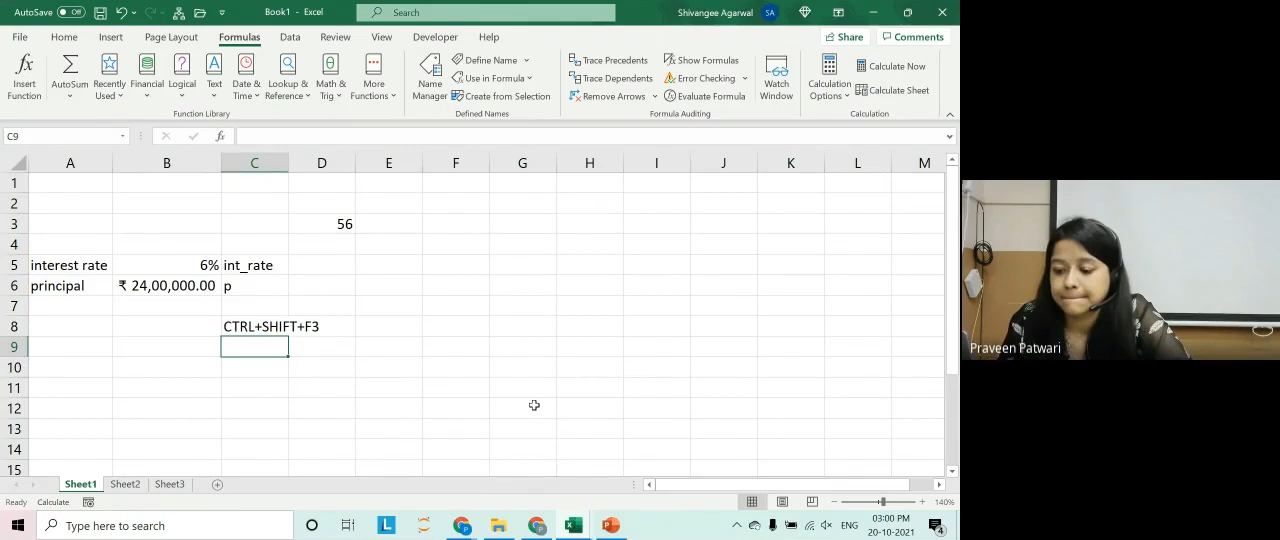 AutoSave Off Book1 - Excel Search Shivangee Agarwal SA
File Home Insert Page Layout Formulas Data Review View Developer Help Share Comments
Insert Function
AutoSum
Recently Used
Financial
Logical
Text
Date & Time
Lookup & Reference
Math & Trig
More Functions
Function Library
Name Manager
Define Name
Use in Formula
Create from Selection
Defined Names
Trace Precedents
Trace Dependents
Remove Arrows
Show Formulas
Error Checking
Evaluate Formula
Formula Auditing
Watch Window
Calculation Options
Calculate Now
Calculate Sheet
Calculation
C9 fx
A B C D E F G H I J K L M
1
2
3 56
4
5 interest rate 6% int_rate
6 principal ₹ 24,00,000.00 p
7
8 CTRL+SHIFT+F3
9
10
11
12
13
14
15
Praveen Patwari
Sheet1 Sheet2 Sheet3
Ready Calculate 140%
Type here to search L P ENG 03:00 PM
20-10-2021 4